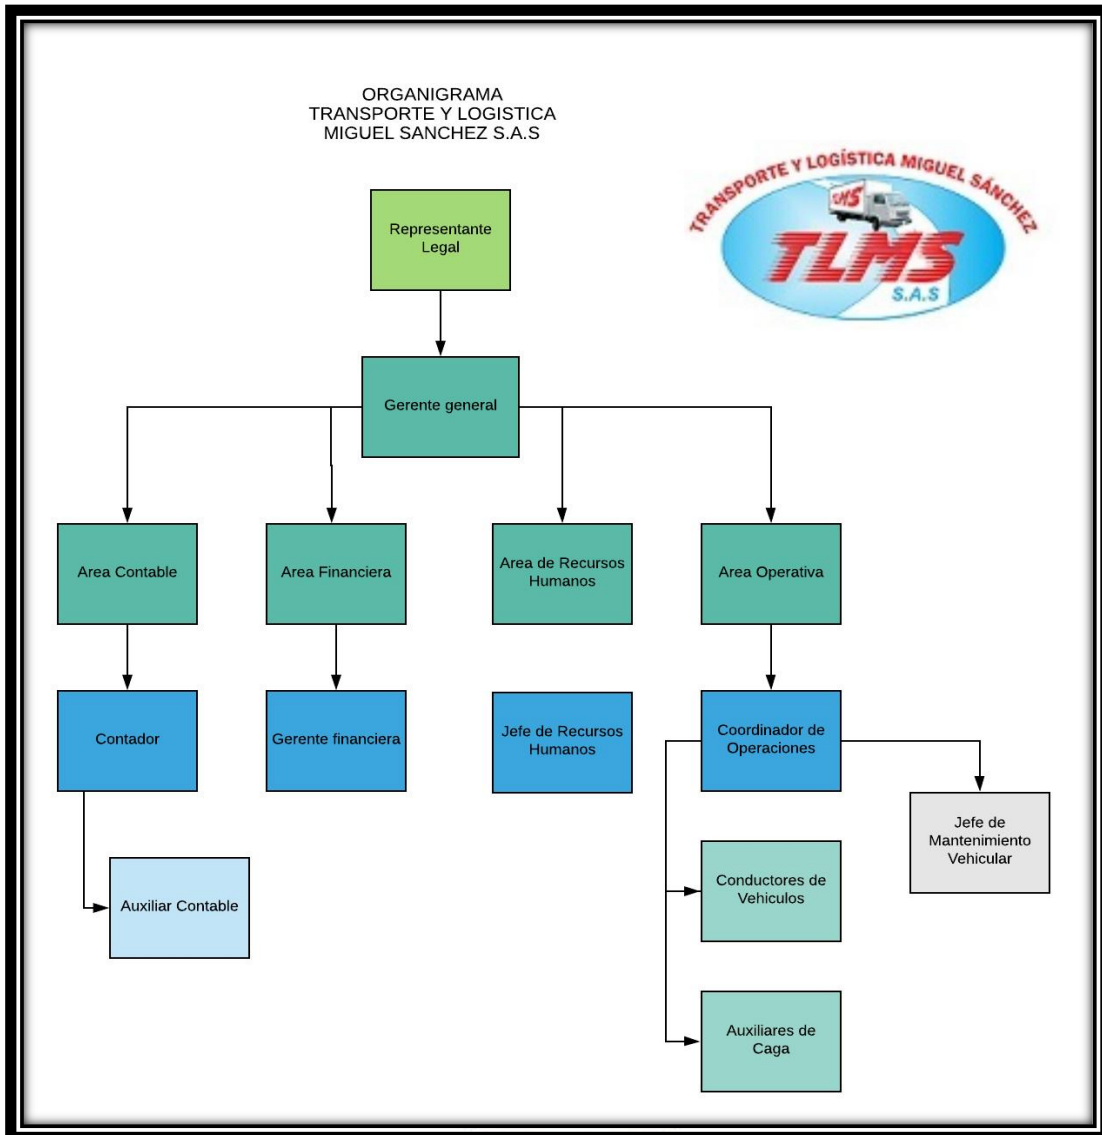 ORGANIGRAMA
TRANSPORTE Y LOGISTICA
MIGUEL SANCHEZ S.A.S
TRANSPORTE Y LOGÍSTICA MIGUEL SÁNCHEZ
TLMS
TLMS
S.A.S
Representante
Legal
Gerente general
Area Contable
Area Financiera
Area de Recursos
Humanos
Area Operativa
Contador
Gerente financiera
Jefe de Recursos
Humanos
Coordinador de
Operaciones
Jefe de
Mantenimiento
Vehicular
Auxiliar Contable
Conductores de
Vehiculos
Auxiliares de
Caga